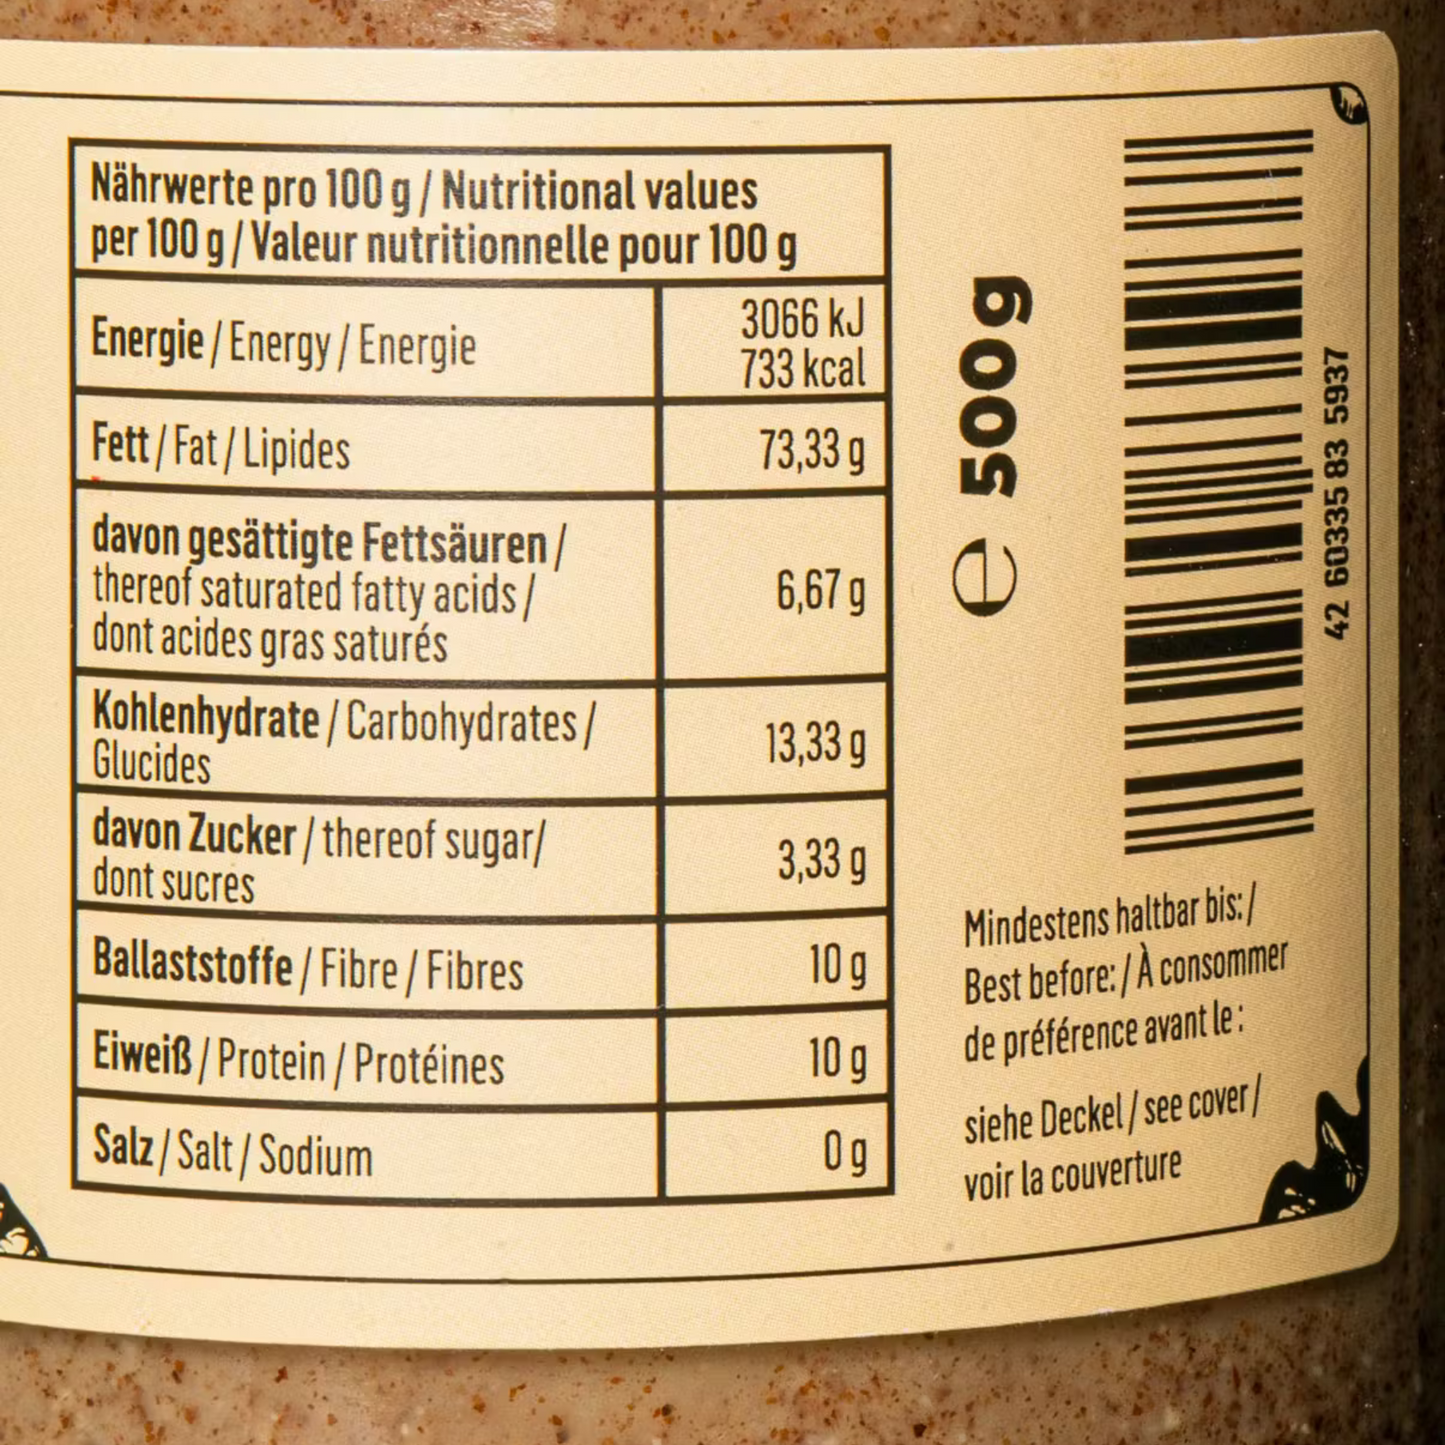 Nährwerte pro 100 g / Nutritional values
per 100 g / Valeur nutritionnelle pour 100 g
Energie / Energy / Energie
3066 kJ
733 kcal
Fett / Fat / Lipides
73,33 g
davon gesättigte Fettsäuren /
thereof saturated fatty acids /
dont acides gras saturés
6,67 g
Kohlenhydrate / Carbohydrates /
Glucides
13,33 g
davon Zucker / thereof sugar/
dont sucres
3,33 g
Ballaststoffe / Fibre / Fibres
10 g
Eiweiß / Protein / Protéines
10 g
Salz / Salt / Sodium
0 g
e 500g
42 60335 83 5937
Mindestens haltbar bis: /
Best before: / À consommer
de préférence avant le :
siehe Deckel / see cover /
voir la couverture